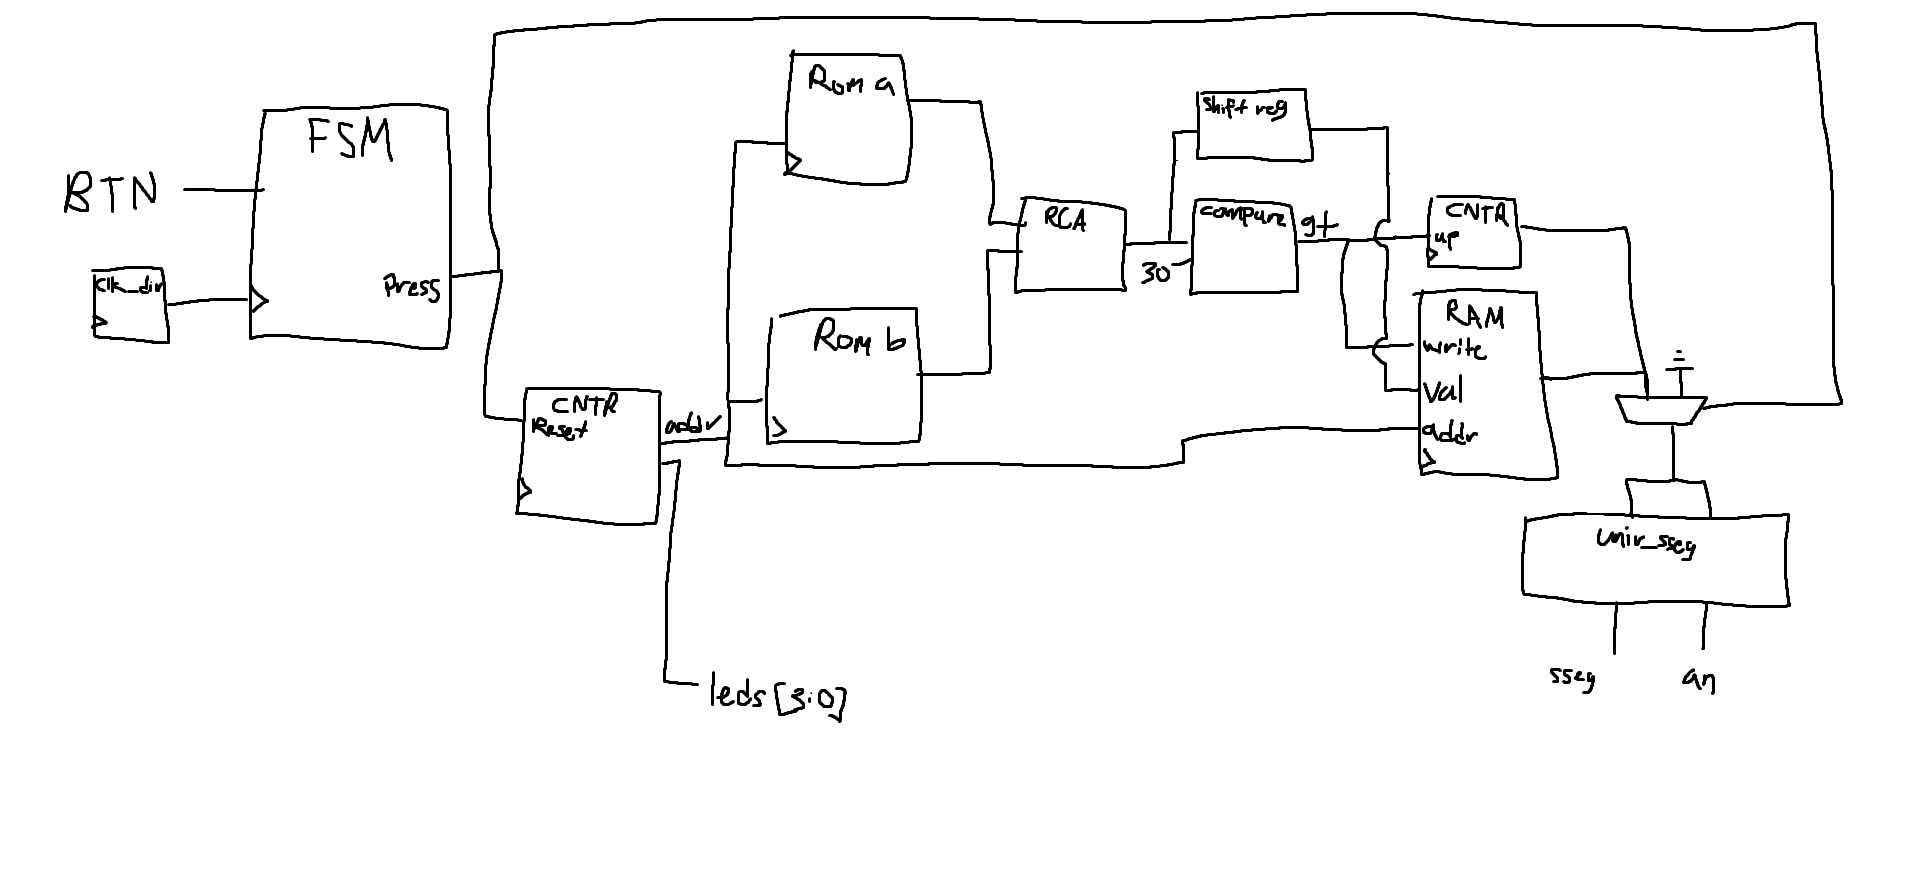 BTN
FSM
Press
Clk_div
CNTR
Reset
addr
leds [3:0]
Rom a
Rom b
RCA
30
Shift reg
compare
gt
CNTR
up
RAM
write
Val
addr
univ_sseg
sseg
an